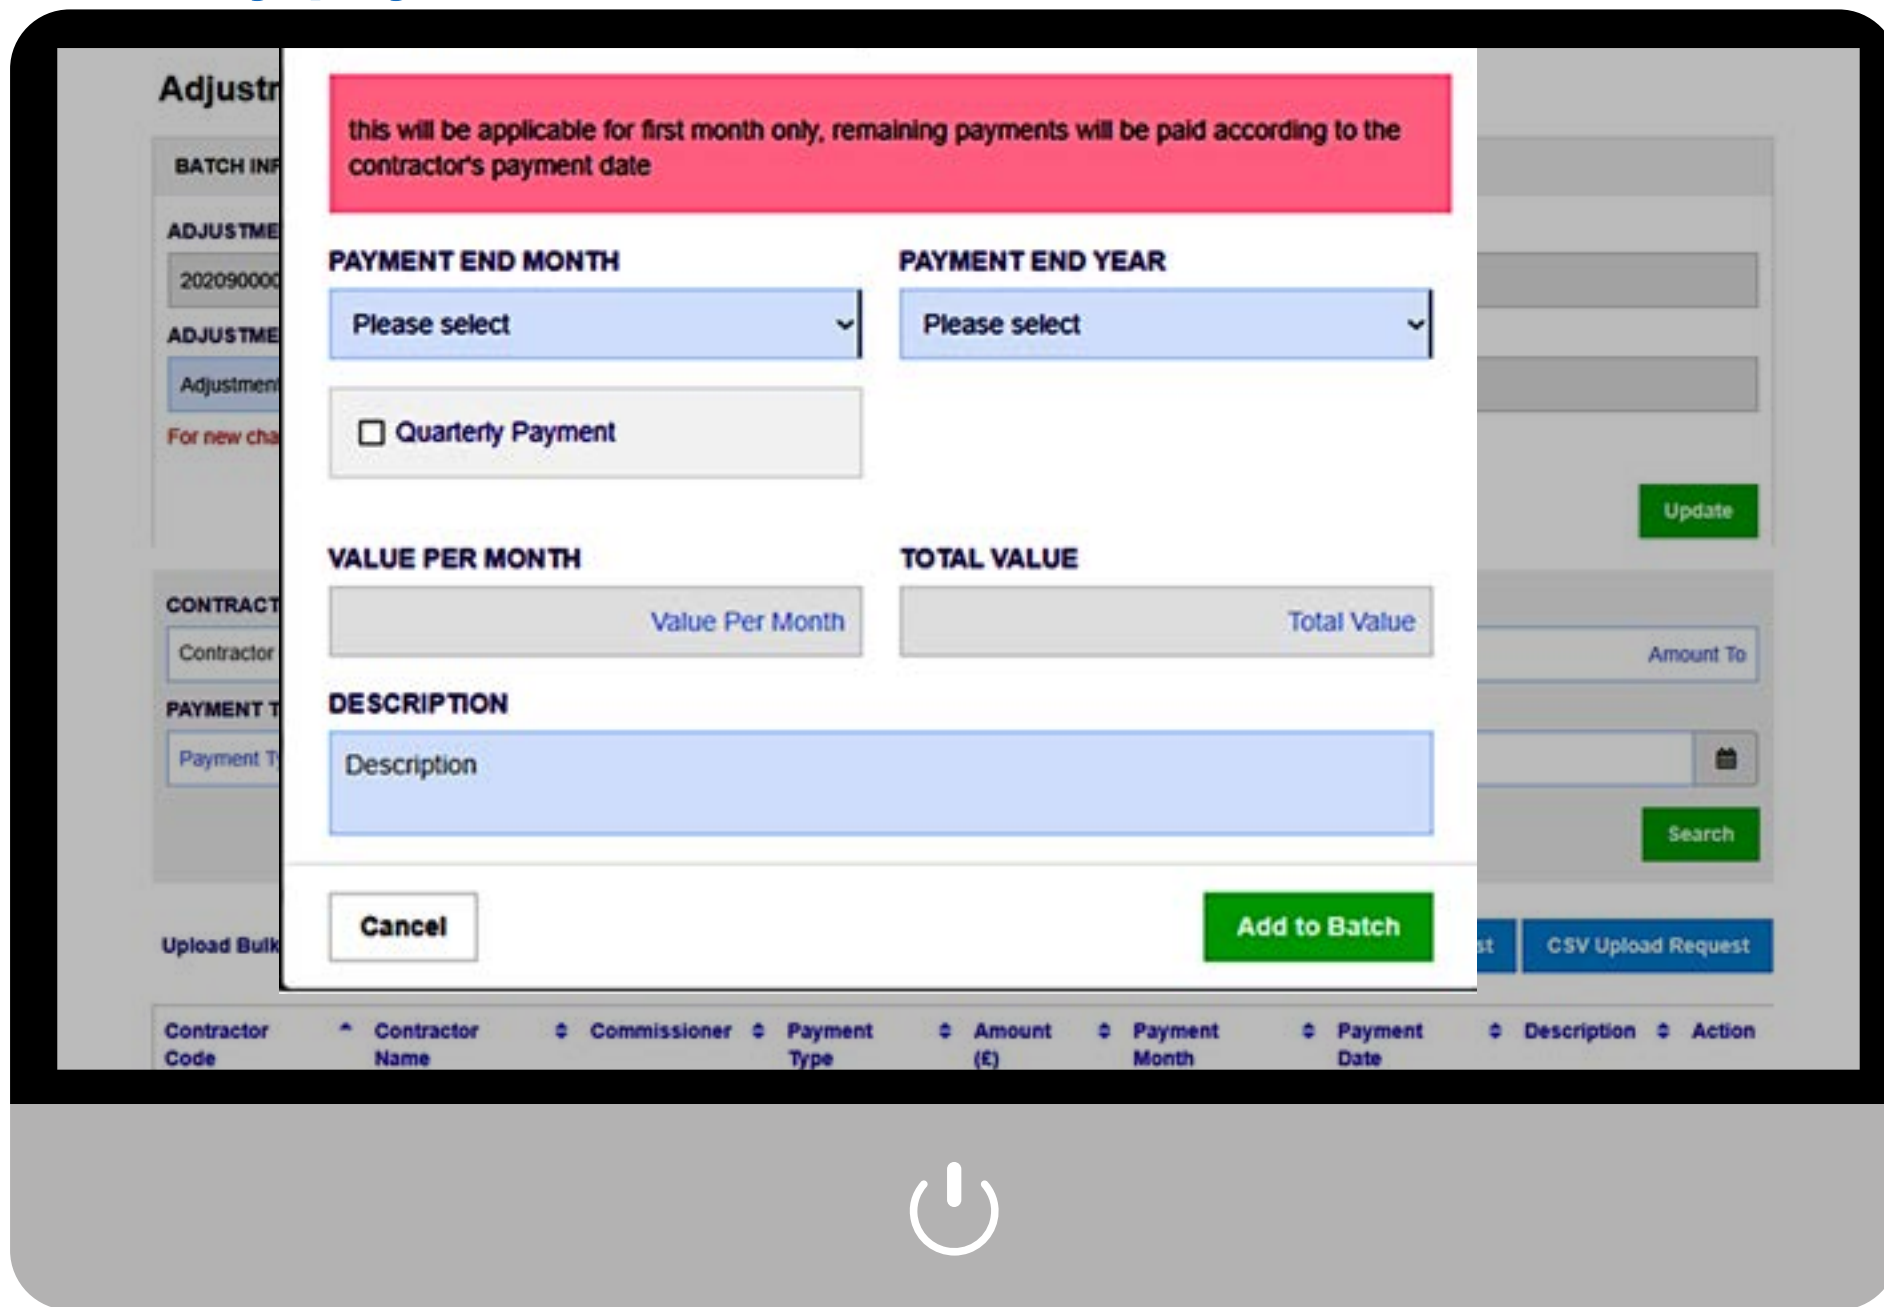 Adjustr
this will be applicable for first month only, remaining payments will be paid according to the
contractor's payment date
BATCH INF
ADJUSTME
202090000
ADJUSTME
Adjustment
For new cha
PAYMENT END MONTH PAYMENT END YEAR
Please select Please select
Quarterly Payment
Update
VALUE PER MONTH TOTAL VALUE
Value Per Month Total Value
CONTRACT
Contractor
Amount To
PAYMENT T
Payment Ty
DESCRIPTION
Description
Search
Cancel Add to Batch
Upload Bulk
st CSV Upload Request
Contractor Contractor Commissioner Payment Amount Payment Payment Description Action
Code Name Type (£) Month Date